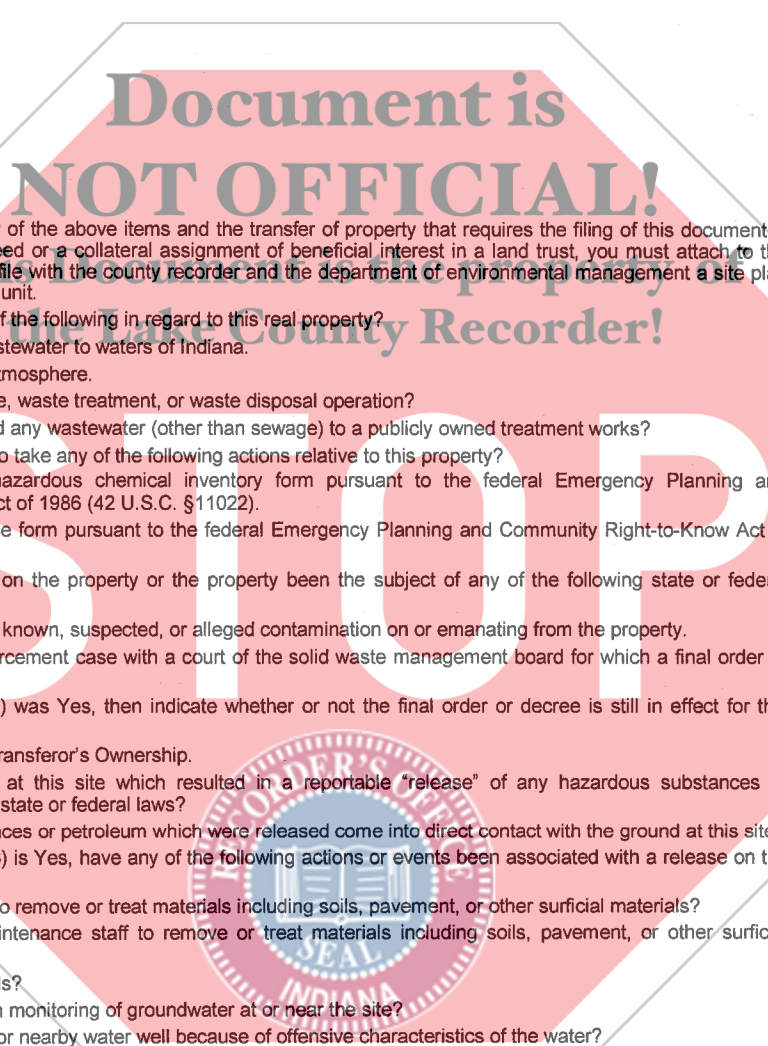 Document is
NOT OFFICIAL!
of the above items and the transfer of property that requires the filing of this document
eed or a collateral assignment of beneficial interest in a land trust, you must attach to th
s Document is the property of
file with the county recorder and the department of environmental management a site pla
unit.
f the following in regard to this real property?
the Lake County Recorder!
stewater to waters of Indiana.
tmosphere.
e, waste treatment, or waste disposal operation?
d any wastewater (other than sewage) to a publicly owned treatment works?
o take any of the following actions relative to this property?
hazardous chemical inventory form pursuant to the federal Emergency Planning an
ct of 1986 (42 U.S.C. §11022).
e form pursuant to the federal Emergency Planning and Community Right-to-Know Act
STOP
on the property or the property been the subject of any of the following state or feder
known, suspected, or alleged contamination on or emanating from the property.
rcement case with a court of the solid waste management board for which a final order
) was Yes, then indicate whether or not the final order or decree is still in effect for th
ransferor's Ownership.
at this site which resulted in a reportable “release” of any hazardous substances
state or federal laws?
nces or petroleum which were released come into direct contact with the ground at this site
) is Yes, have any of the following actions or events been associated with a release on t
RECORDER'S OFFICE
o remove or treat materials including soils, pavement, or other surficial materials?
intenance staff to remove or treat materials including soils, pavement, or other surfic
SEAL
ls?
INDIANA
n monitoring of groundwater at or near the site?
or nearby water well because of offensive characteristics of the water?